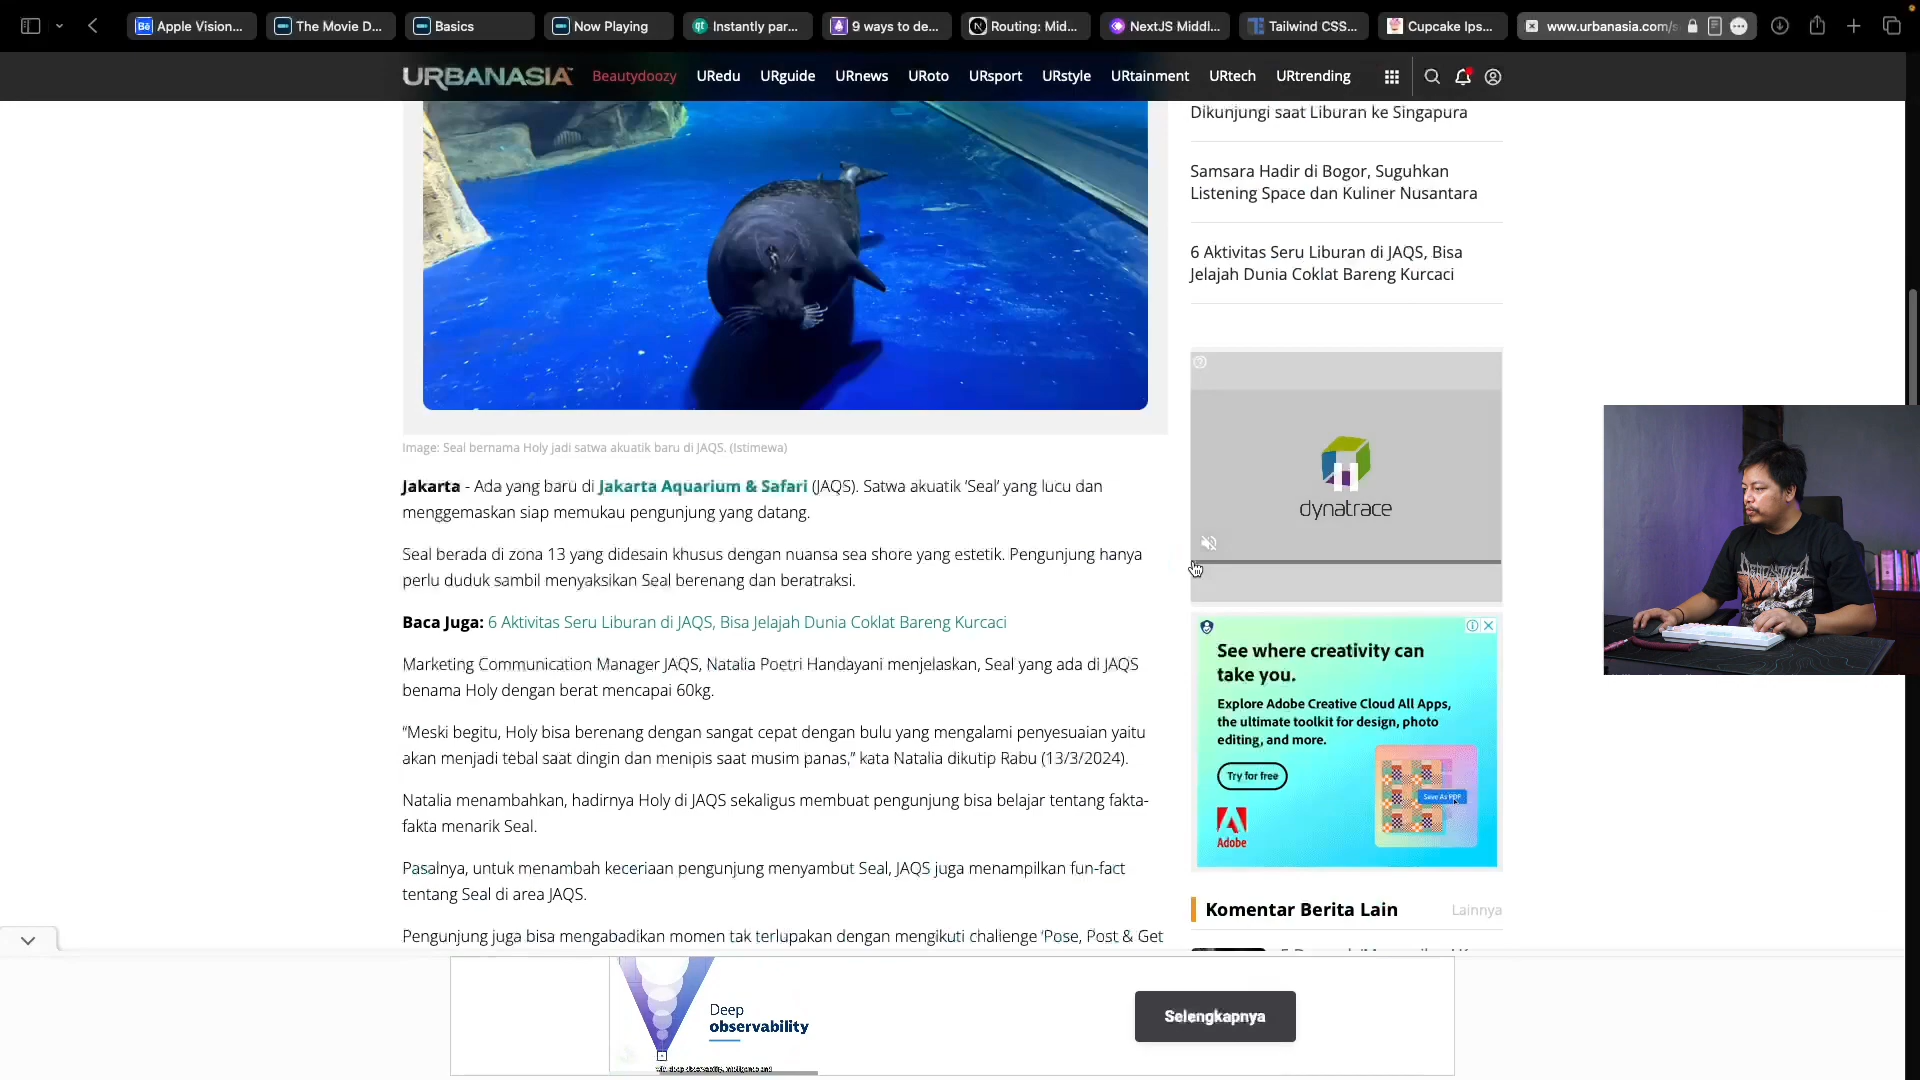 Apple Vision...
The Movie D...
Basics
Now Playing
Instantly par...
9 ways to de...
Routing: Mid...
NextJS Middl...
Tailwind CSS...
Cupcake Ips...
www.urbanasia.com/s
URBANASIA
Beautydoozy
URedu
URguide
URnews
URoto
URsport
URstyle
URtainment
URtech
URtrending
Image: Seal bernama Holy jadi satwa akuatik baru di JAQS. (Istimewa)
Jakarta - Ada yang baru di Jakarta Aquarium & Safari (JAQS). Satwa akuatik ‘Seal’ yang lucu dan
menggemaskan siap memukau pengunjung yang datang.
Seal berada di zona 13 yang didesain khusus dengan nuansa sea shore yang estetik. Pengunjung hanya
perlu duduk sambil menyaksikan Seal berenang dan beratraksi.
Baca Juga: 6 Aktivitas Seru Liburan di JAQS, Bisa Jelajah Dunia Coklat Bareng Kurcaci
Marketing Communication Manager JAQS, Natalia Poetri Handayani menjelaskan, Seal yang ada di JAQS
benama Holy dengan berat mencapai 60kg.
“Meski begitu, Holy bisa berenang dengan sangat cepat dengan bulu yang mengalami penyesuaian yaitu
akan menjadi tebal saat dingin dan menipis saat musim panas,” kata Natalia dikutip Rabu (13/3/2024).
Natalia menambahkan, hadirnya Holy di JAQS sekaligus membuat pengunjung bisa belajar tentang fakta-
fakta menarik Seal.
Pasalnya, untuk menambah keceriaan pengunjung menyambut Seal, JAQS juga menampilkan fun-fact
tentang Seal di area JAQS.
Pengunjung juga bisa mengabadikan momen tak terlupakan dengan mengikuti challenge ‘Pose, Post & Get
Dikunjungi saat Liburan ke Singapura
Samsara Hadir di Bogor, Suguhkan
Listening Space dan Kuliner Nusantara
6 Aktivitas Seru Liburan di JAQS, Bisa
Jelajah Dunia Coklat Bareng Kurcaci
dynatrace
See where creativity can
take you.
Explore Adobe Creative Cloud All Apps,
the ultimate toolkit for design, photo
editing, and more.
Try for free
Save As PDF
Adobe
Komentar Berita Lain
Lainnya
Deep
observability
Selengkapnya